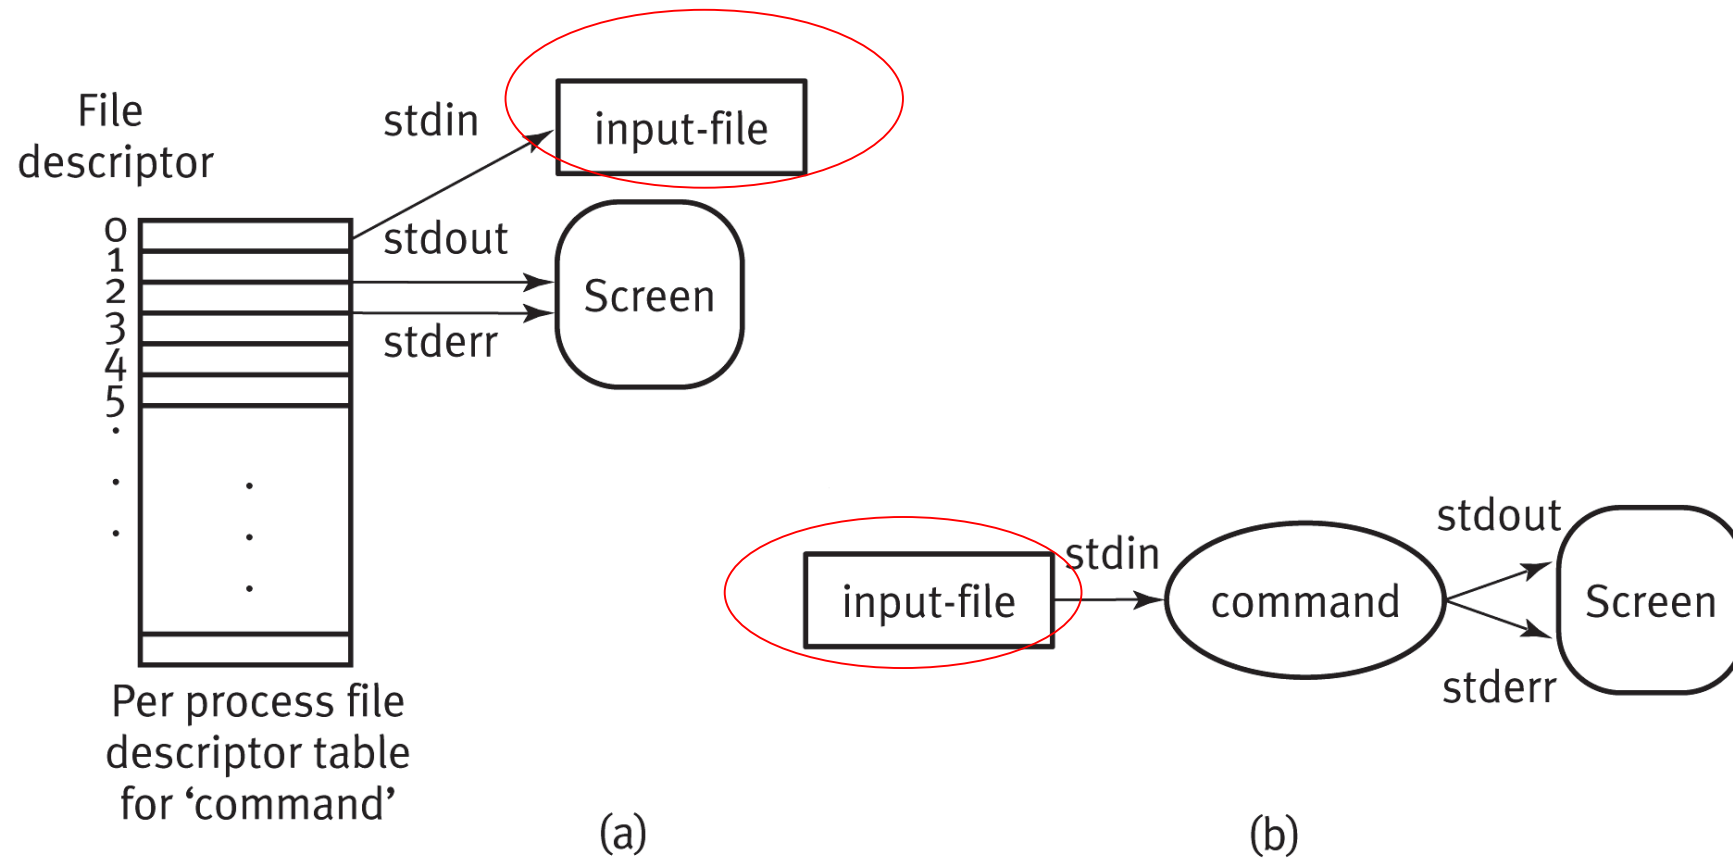 File
descriptor
stdin
input-file
0
1
2
3
4
5
.
.
.
.
.
.
stdout
stderr
Screen
Per process file
descriptor table
for ‘command’
(a)
input-file
stdin
command
stdout
stderr
Screen
(b)